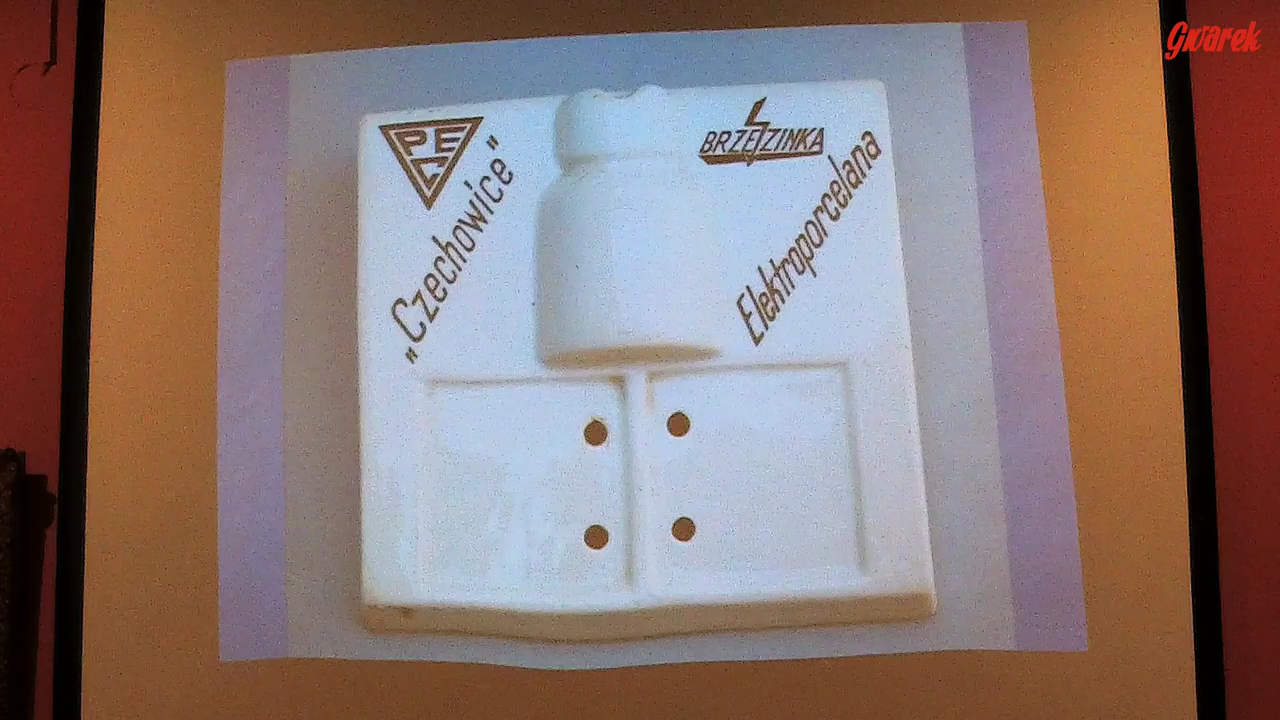 Gwarek
PEC
BRZEZINKA
„Czechowice"
Elektroporcelana